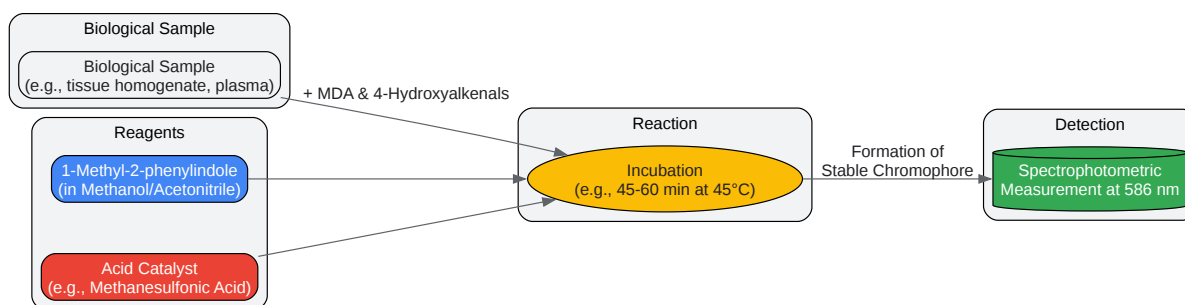 Biological Sample
Biological Sample
(e.g., tissue homogenate, plasma)
+ MDA & 4-Hydroxyalkenals
Reagents
1-Methyl-2-phenylindole
(in Methanol/Acetonitrile)
Acid Catalyst
(e.g., Methanesulfonic Acid)
Reaction
Incubation
(e.g., 45-60 min at 45°C)
Formation of
Stable Chromophore
Detection
Spectrophotometric
Measurement at 586 nm